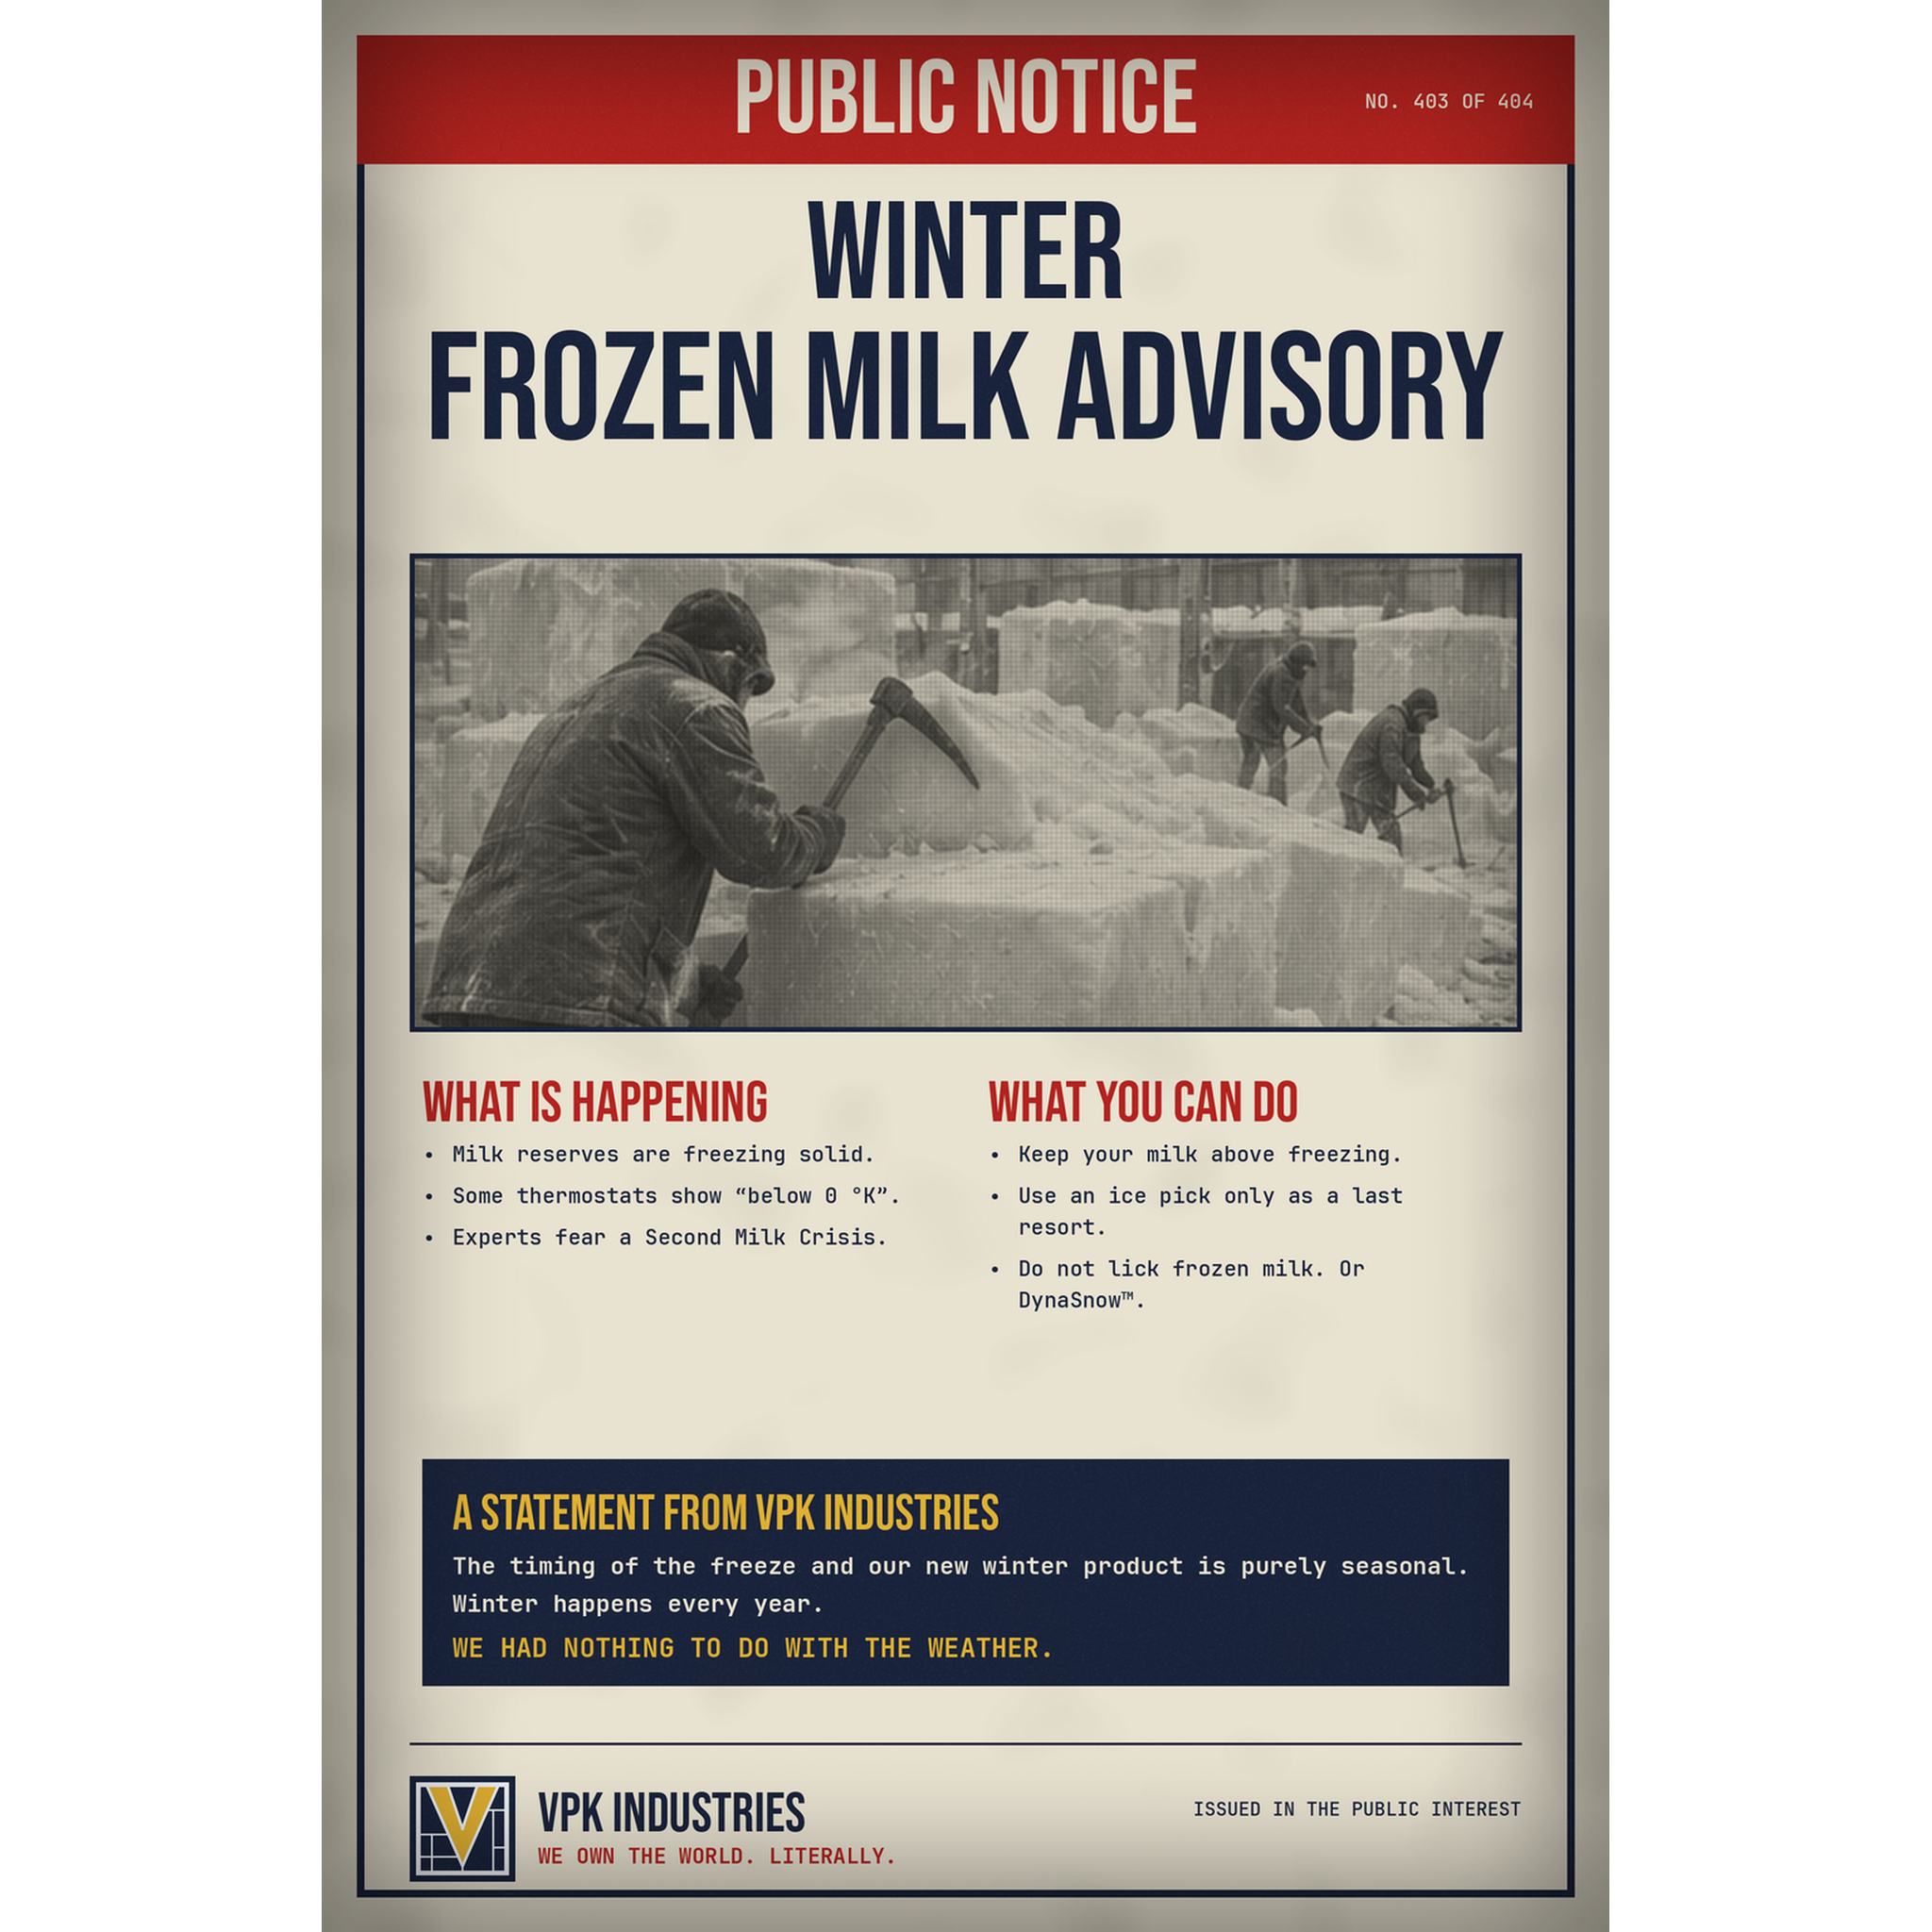 PUBLIC NOTICE
NO. 403 OF 404
WINTER
FROZEN MILK ADVISORY
WHAT IS HAPPENING
• Milk reserves are freezing solid.
• Some thermostats show “below 0 °K”.
• Experts fear a Second Milk Crisis.
WHAT YOU CAN DO
• Keep your milk above freezing.
• Use an ice pick only as a last
resort.
• Do not lick frozen milk. Or
DynaSnow™.
A STATEMENT FROM VPK INDUSTRIES
The timing of the freeze and our new winter product is purely seasonal.
Winter happens every year.
WE HAD NOTHING TO DO WITH THE WEATHER.
V
VPK INDUSTRIES
WE OWN THE WORLD. LITERALLY.
ISSUED IN THE PUBLIC INTEREST